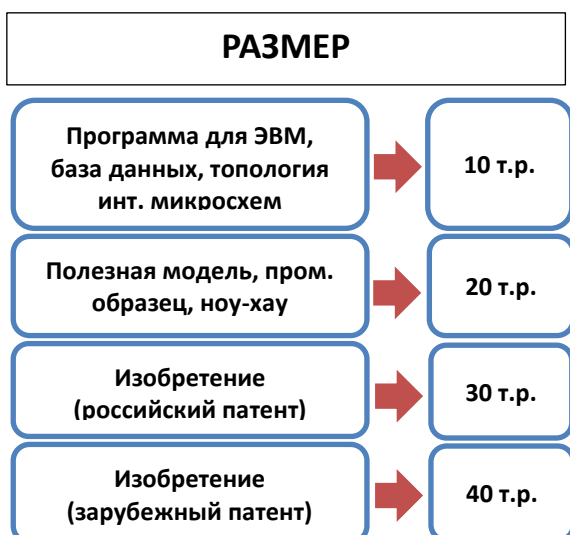 РАЗМЕР
Программа для ЭВМ,
база данных, топология
инт. микросхем
10 т.р.
Полезная модель, пром.
образец, ноу-хау
20 т.р.
Изобретение
(российский патент)
30 т.р.
Изобретение
(зарубежный патент)
40 т.р.